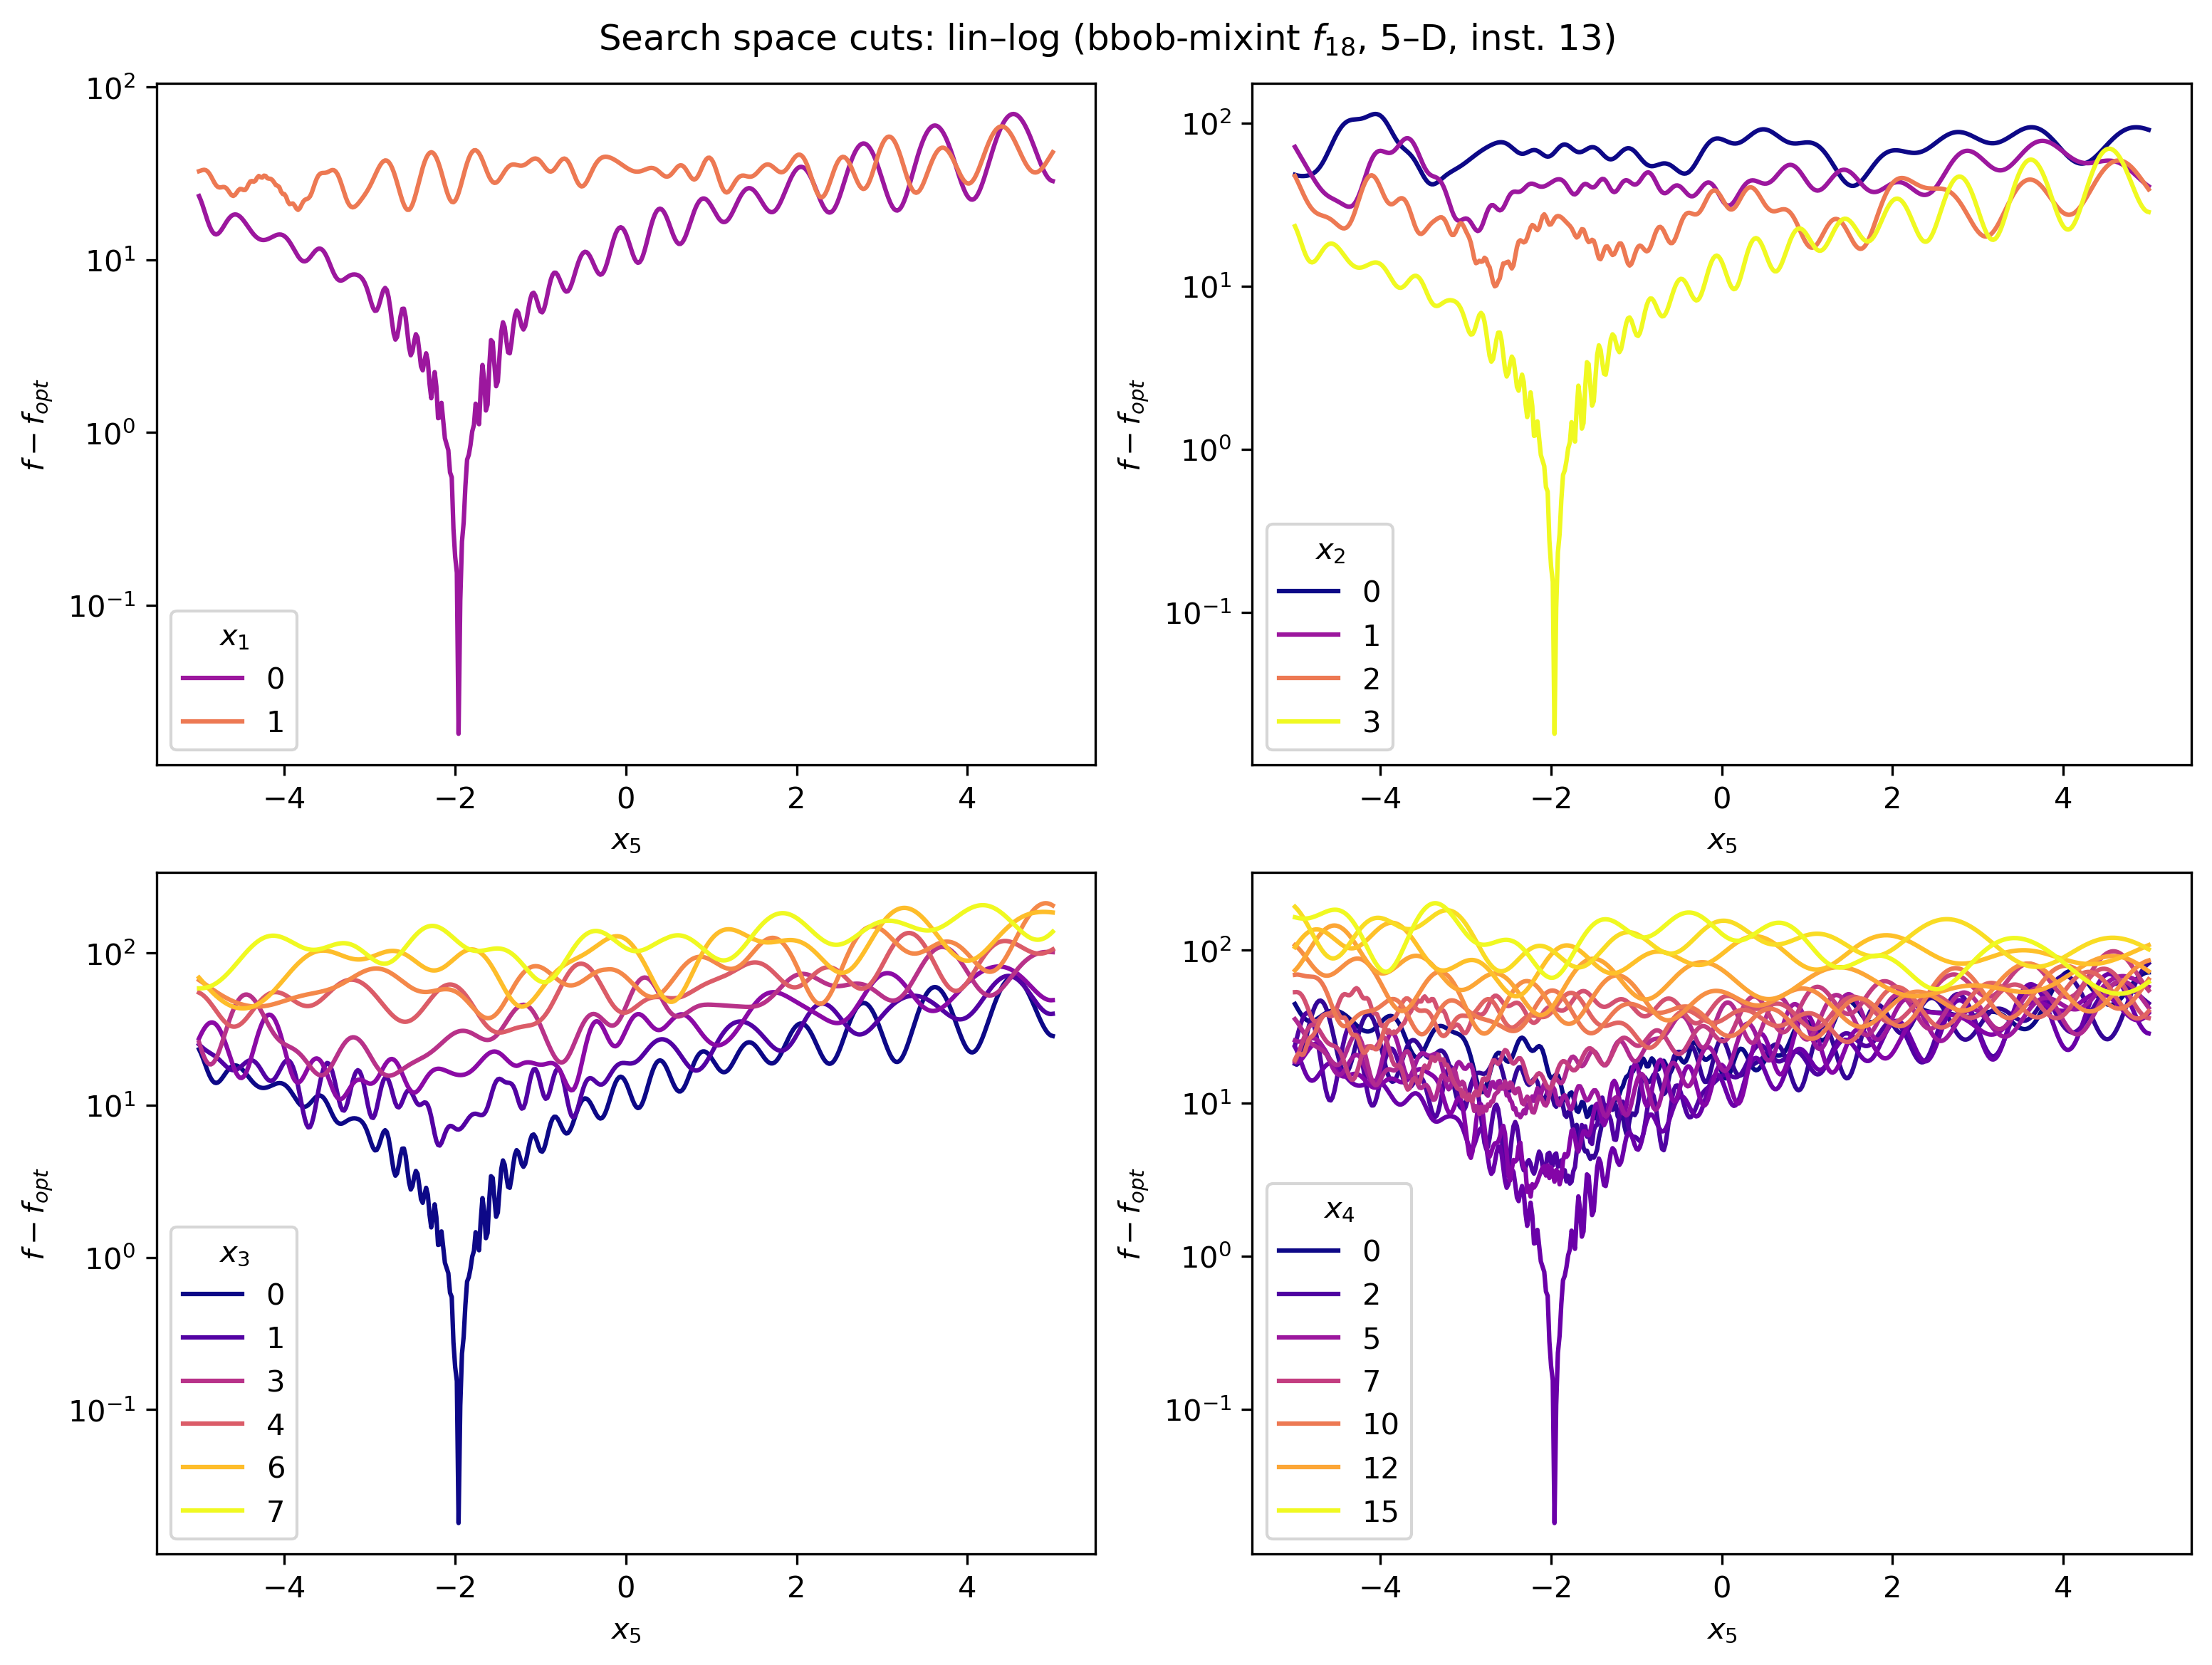 Search space cuts: lin–log (bbob-mixint f18, 5–D, inst. 13)
10^2
10^1
10^0
10^-1
f − fopt
−4 −2 0 2 4
x5
x1
0
1
10^2
10^1
10^0
10^-1
f − fopt
−4 −2 0 2 4
x5
x2
0
1
2
3
10^2
10^1
10^0
10^-1
f − fopt
−4 −2 0 2 4
x5
x3
0
1
3
4
6
7
10^2
10^1
10^0
10^-1
f − fopt
−4 −2 0 2 4
x5
x4
0
2
5
7
10
12
15